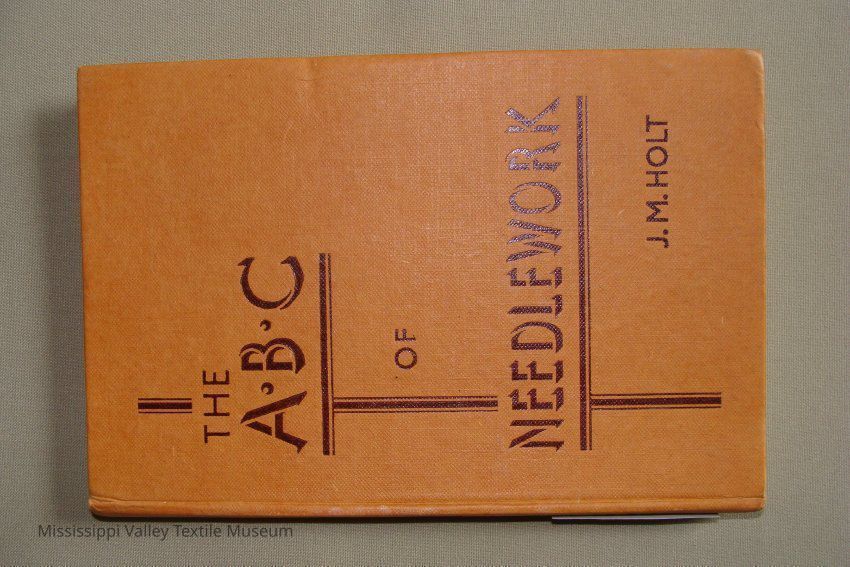 THE
A·B·C
OF
NEEDLEWORK
J. M. HOLT
Mississippi Valley Textile Museum